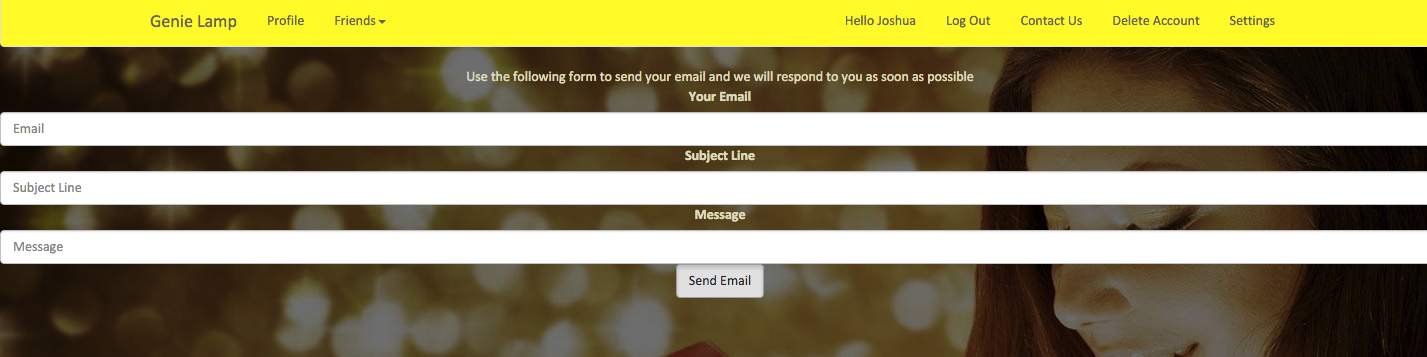 Genie Lamp Profile Friends Hello Joshua Log Out Contact Us Delete Account Settings
Use the following form to send your email and we will respond to you as soon as possible
Your Email
Email
Subject Line
Subject Line
Message
Message
Send Email